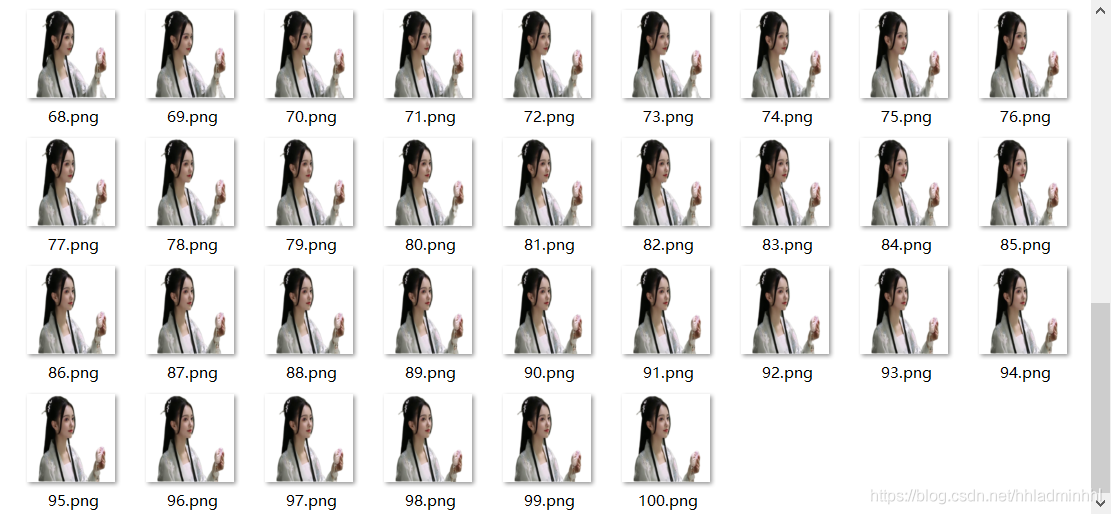 68.png 69.png 70.png 71.png 72.png 73.png 74.png 75.png 76.png
77.png 78.png 79.png 80.png 81.png 82.png 83.png 84.png 85.png
86.png 87.png 88.png 89.png 90.png 91.png 92.png 93.png 94.png
95.png 96.png 97.png 98.png 99.png 100.png
https://blog.csdn.net/hhladminhhl